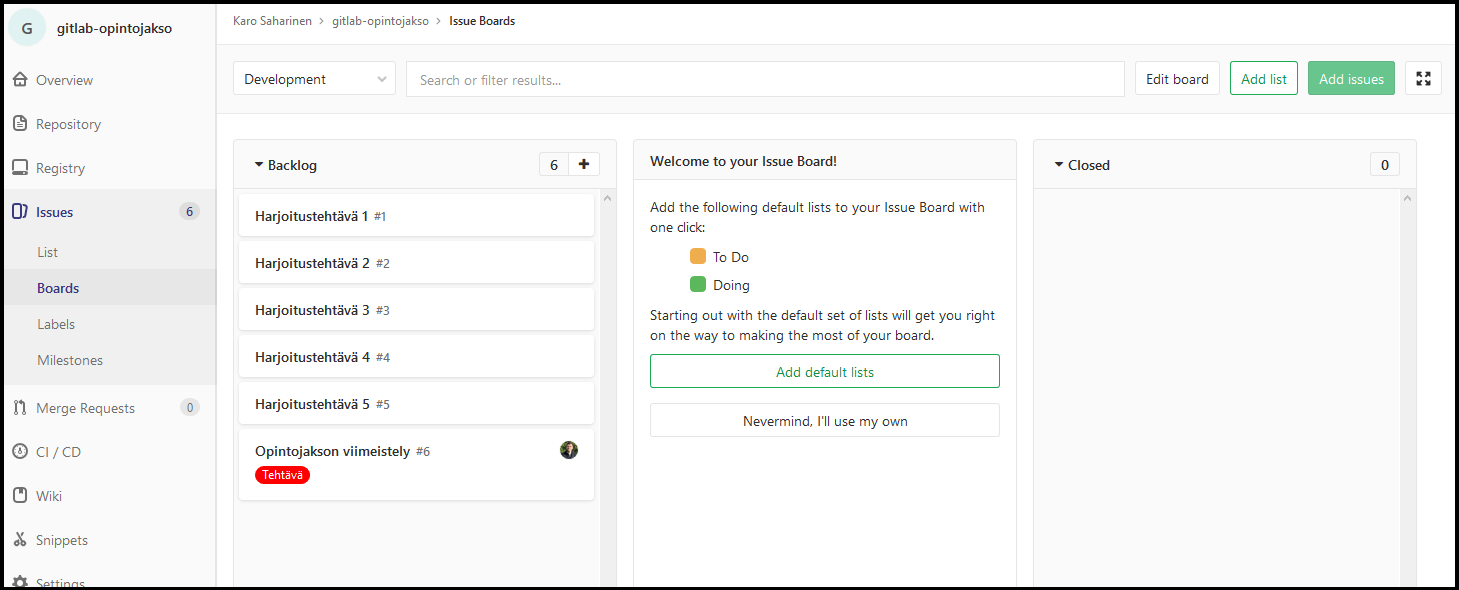 G gitlab-opintojakso
Overview
Repository
Registry
Issues 6
List
Boards
Labels
Milestones
Merge Requests 0
CI / CD
Wiki
Snippets
Settings
Karo Saharinen > gitlab-opintojakso > Issue Boards
Development Search or filter results... Edit board Add list Add issues
Backlog 6 +
Harjoitustehtävä 1 #1
Harjoitustehtävä 2 #2
Harjoitustehtävä 3 #3
Harjoitustehtävä 4 #4
Harjoitustehtävä 5 #5
Opintojakson viimeistely #6
Tehtävä
Welcome to your Issue Board!
Add the following default lists to your Issue Board with
one click:
To Do
Doing
Starting out with the default set of lists will get you right
on the way to making the most of your board.
Add default lists
Nevermind, I'll use my own
Closed 0